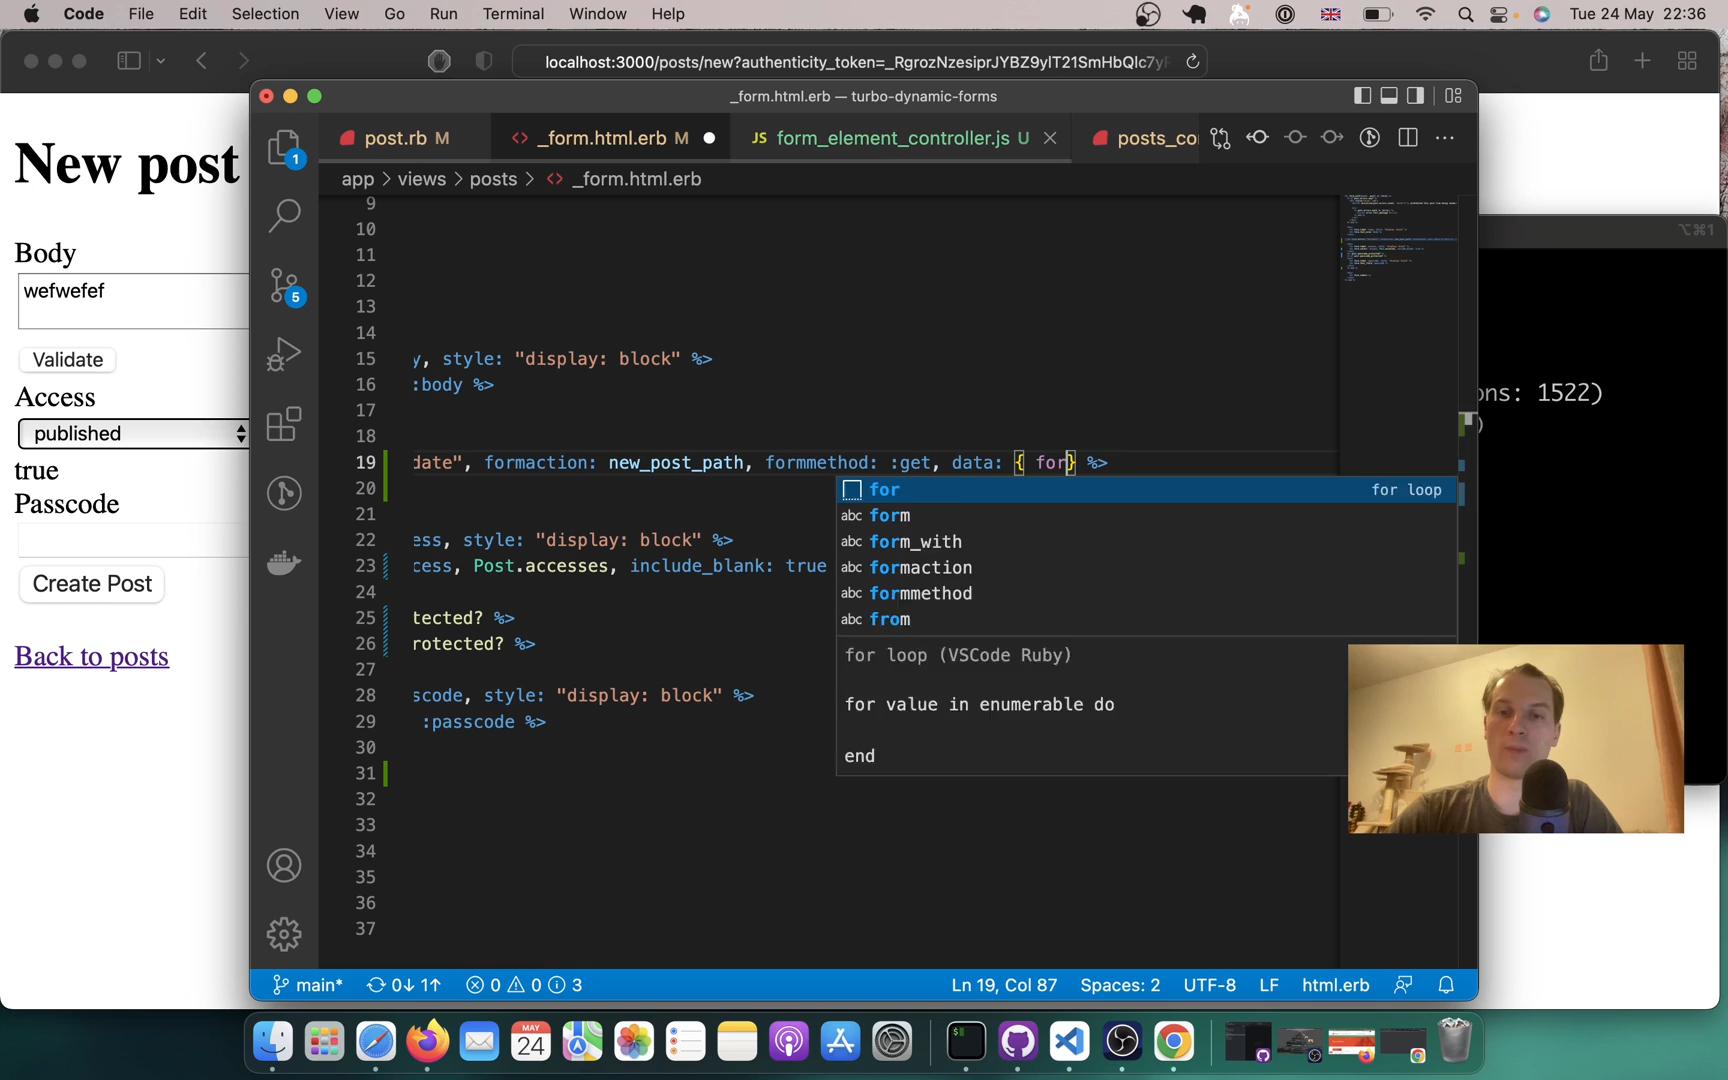 Code File Edit Selection View Go Run Terminal Window Help Tue 24 May 22:36
localhost:3000/posts/new?authenticity_token=_RgrozNzesiprJYBZ9yIT21SmHbQlc7yF
_form.html.erb — turbo-dynamic-forms
post.rb M <> _form.html.erb M JS form_element_controller.js U posts_co
app > views > posts > <> _form.html.erb
New post
Body
wefwefef
Validate
Access
published
true
Passcode
Create Post
Back to posts
1
5
9
10
11
12
13
14
15 y, style: "display: block" %>
16 :body %>
17
18
19 date", formaction: new_post_path, formmethod: :get, data: { for} %>
20
21
22 ess, style: "display: block" %>
23 cess, Post.accesses, include_blank: true
24
25 tected? %>
26 rotected? %>
27
28 scode, style: "display: block" %>
29 :passcode %>
30
31
32
33
34
35
36
37
for for loop
abc form
abc form_with
abc formaction
abc formmethod
abc from
for loop (VSCode Ruby)
for value in enumerable do
end
⌥⌘1
ons: 1522)
)
main* 0↓ 1↑ 0 0 3 Ln 19, Col 87 Spaces: 2 UTF-8 LF html.erb
MAY
24
$